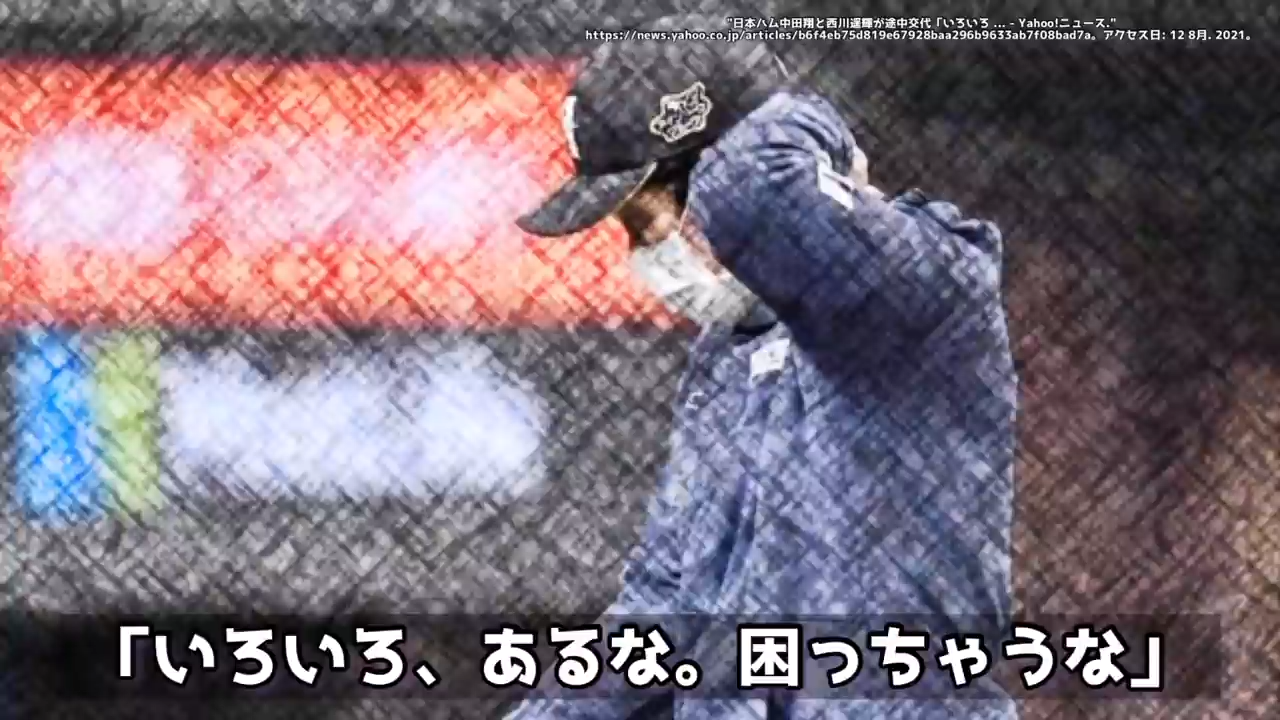 "日本ハム中田翔と西川遥輝が途中交代「いろいろ ... - Yahoo!ニュース."
https://news.yahoo.co.jp/articles/b6f4eb75d819e67928baa296b9633ab7f08bad7a。アクセス日: 12 8月. 2021。
「いろいろ、あるな。困っちゃうな」